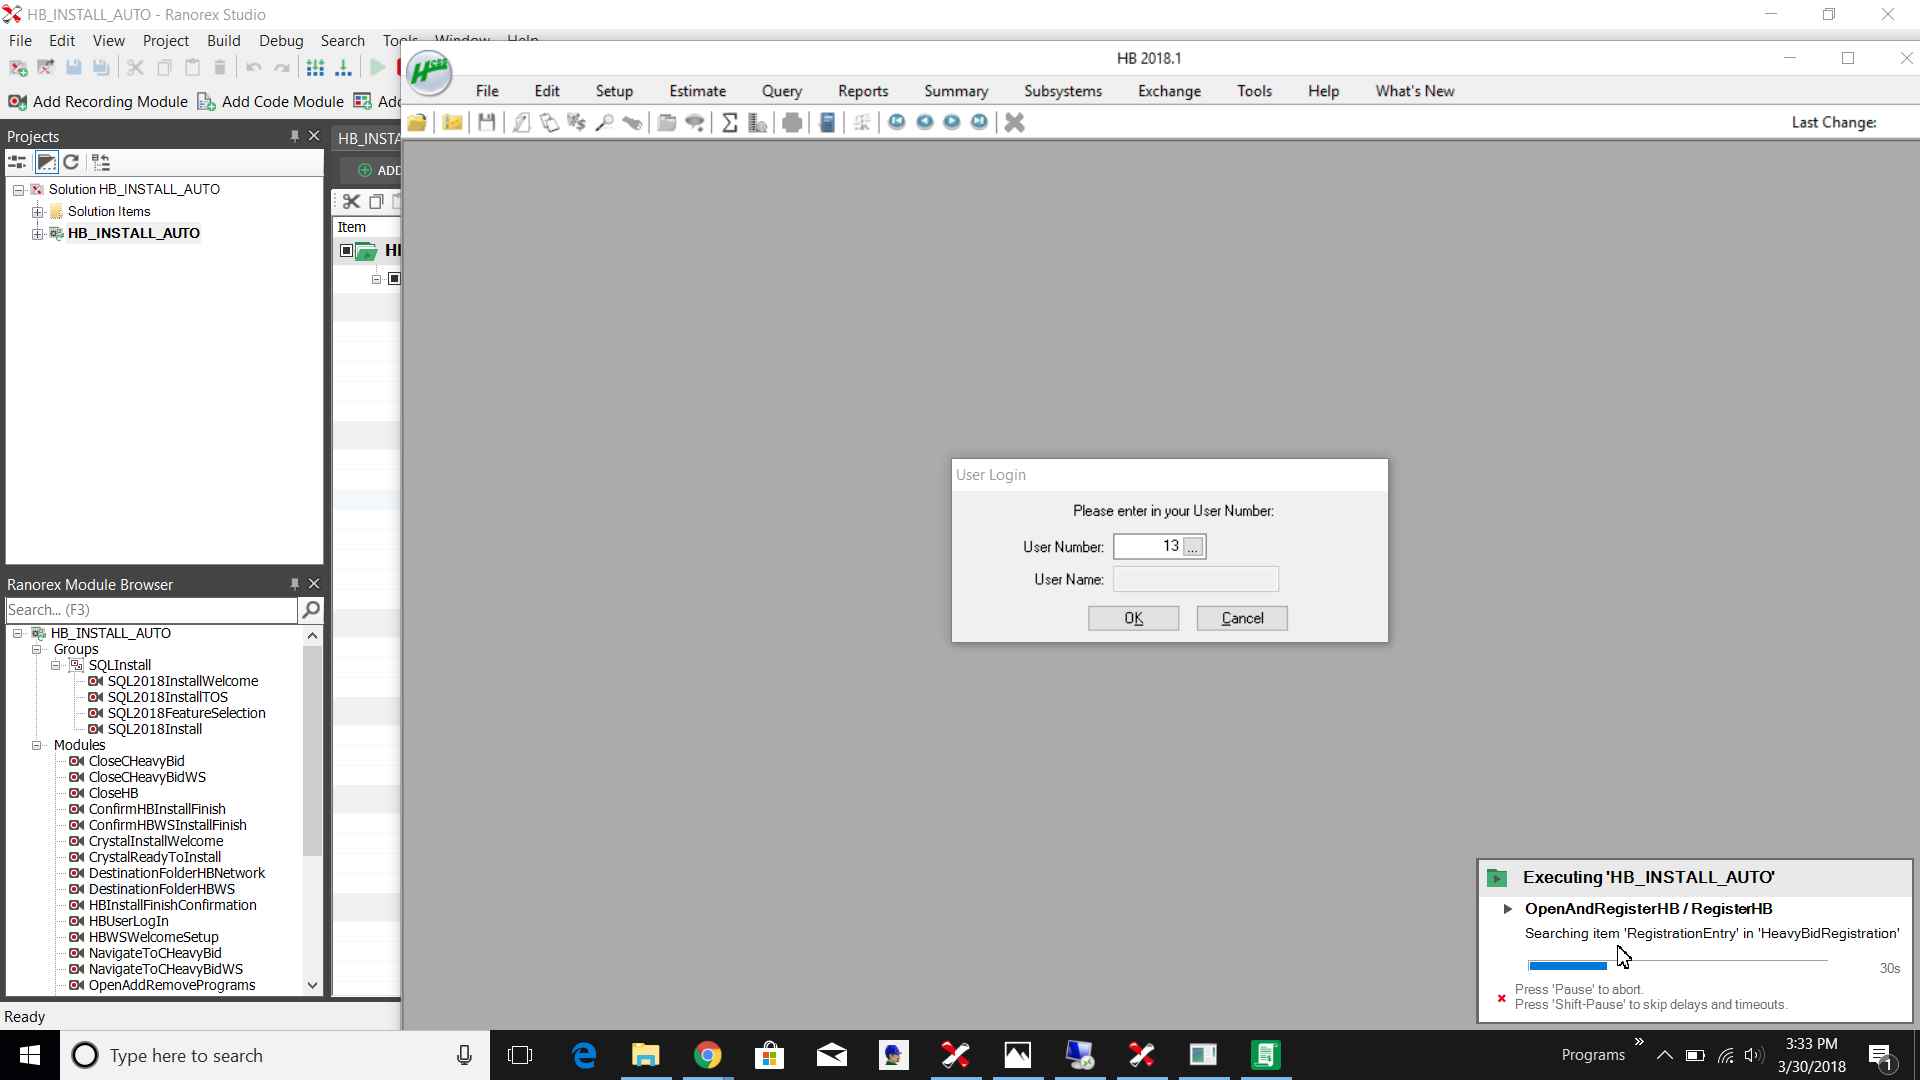 HB_INSTALL_AUTO - Ranorex Studio
File Edit View Project Build Debug Search Tools Window Help
Add Recording Module Add Code Module Add
Projects
Solution HB_INSTALL_AUTO
Solution Items
HB_INSTALL_AUTO
Ranorex Module Browser
Search... (F3)
HB_INSTALL_AUTO
Groups
SQLInstall
SQL2018InstallWelcome
SQL2018InstallTOS
SQL2018FeatureSelection
SQL2018Install
Modules
CloseCHeavyBid
CloseCHeavyBidWS
CloseHB
ConfirmHBInstallFinish
ConfirmHBWSInstallFinish
CrystalInstallWelcome
CrystalReadyToInstall
DestinationFolderHBNetwork
DestinationFolderHBWS
HBInstallFinishConfirmation
HBUserLogIn
HBWSWelcomeSetup
NavigateToCHeavyBid
NavigateToCHeavyBidWS
OpenAddRemovePrograms
Ready
HB_INSTA
ADD
Item
HB 2018.1
File Edit Setup Estimate Query Reports Summary Subsystems Exchange Tools Help What's New
Last Change:
User Login
Please enter in your User Number:
User Number: 13 ...
User Name:
OK Cancel
Executing 'HB_INSTALL_AUTO'
OpenAndRegisterHB / RegisterHB
Searching item 'RegistrationEntry' in 'HeavyBidRegistration'
30s
Press 'Pause' to abort.
Press 'Shift-Pause' to skip delays and timeouts.
Type here to search
Programs
3:33 PM
3/30/2018
1